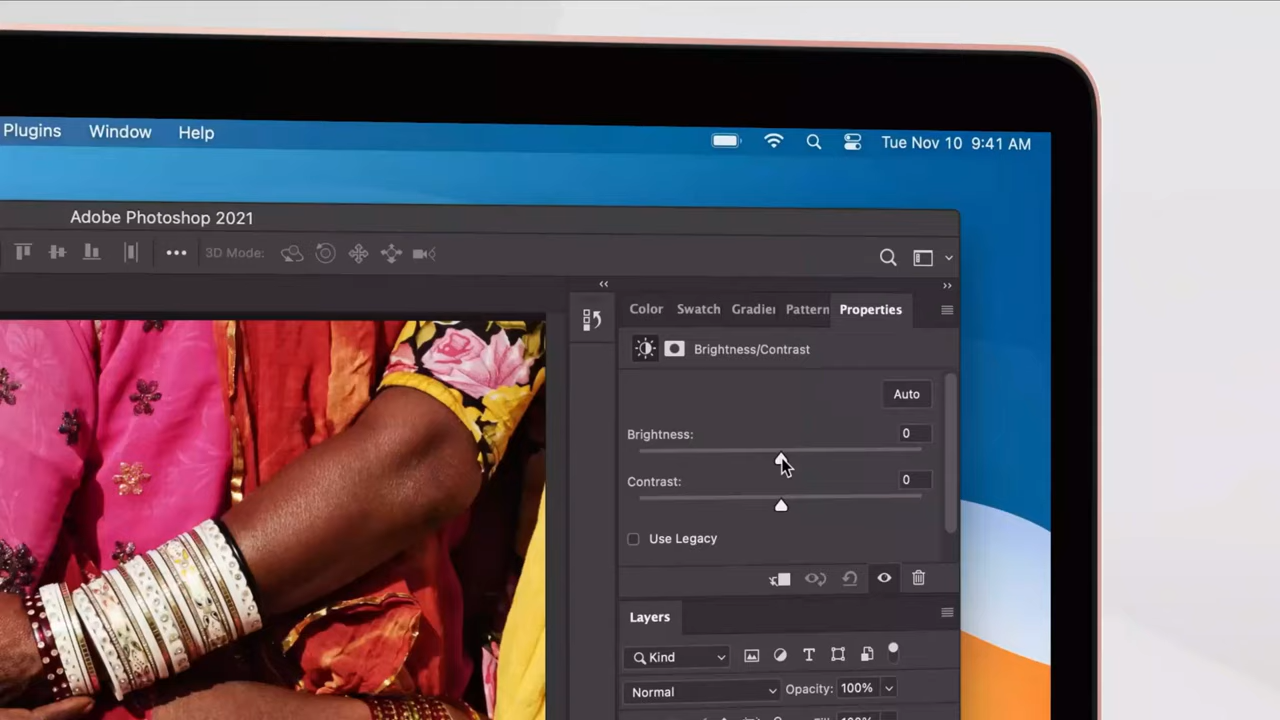 Plugins Window Help
Tue Nov 10 9:41 AM
Adobe Photoshop 2021
3D Mode:
Color Swatch Gradie Pattern Properties
Brightness/Contrast
Auto
Brightness: 0
Contrast: 0
Use Legacy
Layers
Kind
T
Normal Opacity: 100%